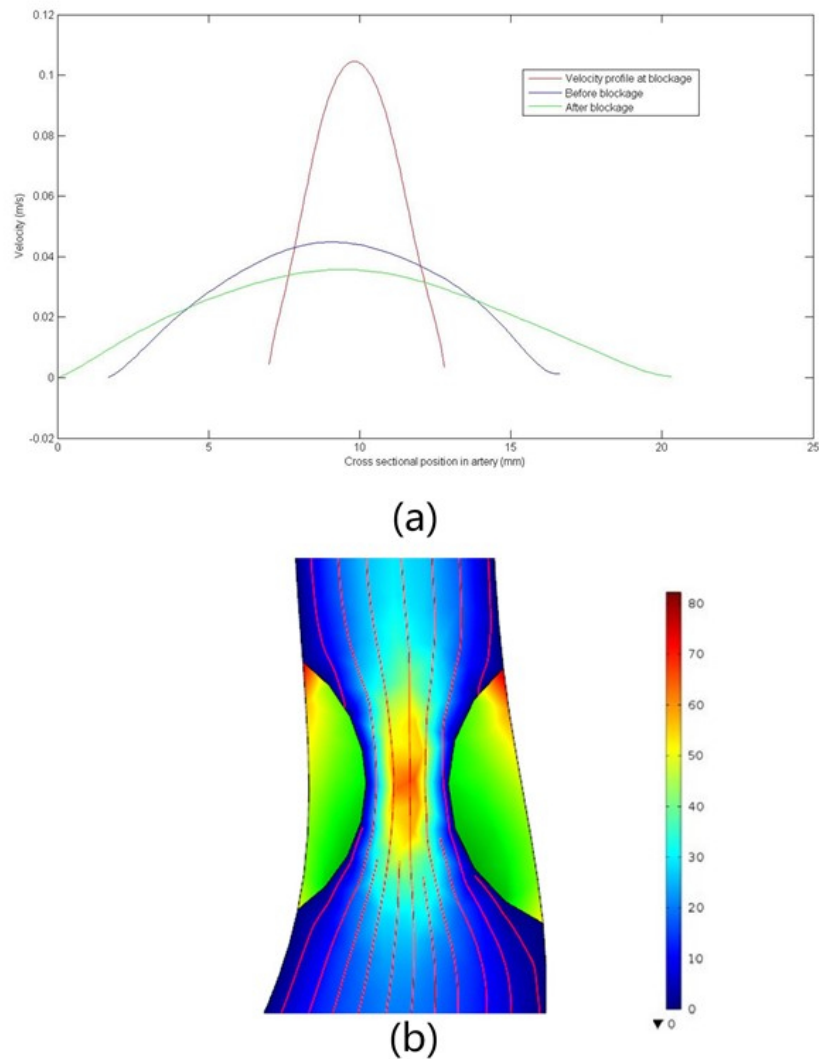 0.12
0.1
0.08
0.06
0.04
0.02
0
-0.02
Velocity (m/s)
Velocity profile at blockage
Before blockage
After blockage
0 5 10 15 20 25
Cross sectional position in artery (mm)
(a)
80
70
60
50
40
30
20
10
0
▼ 0
(b)